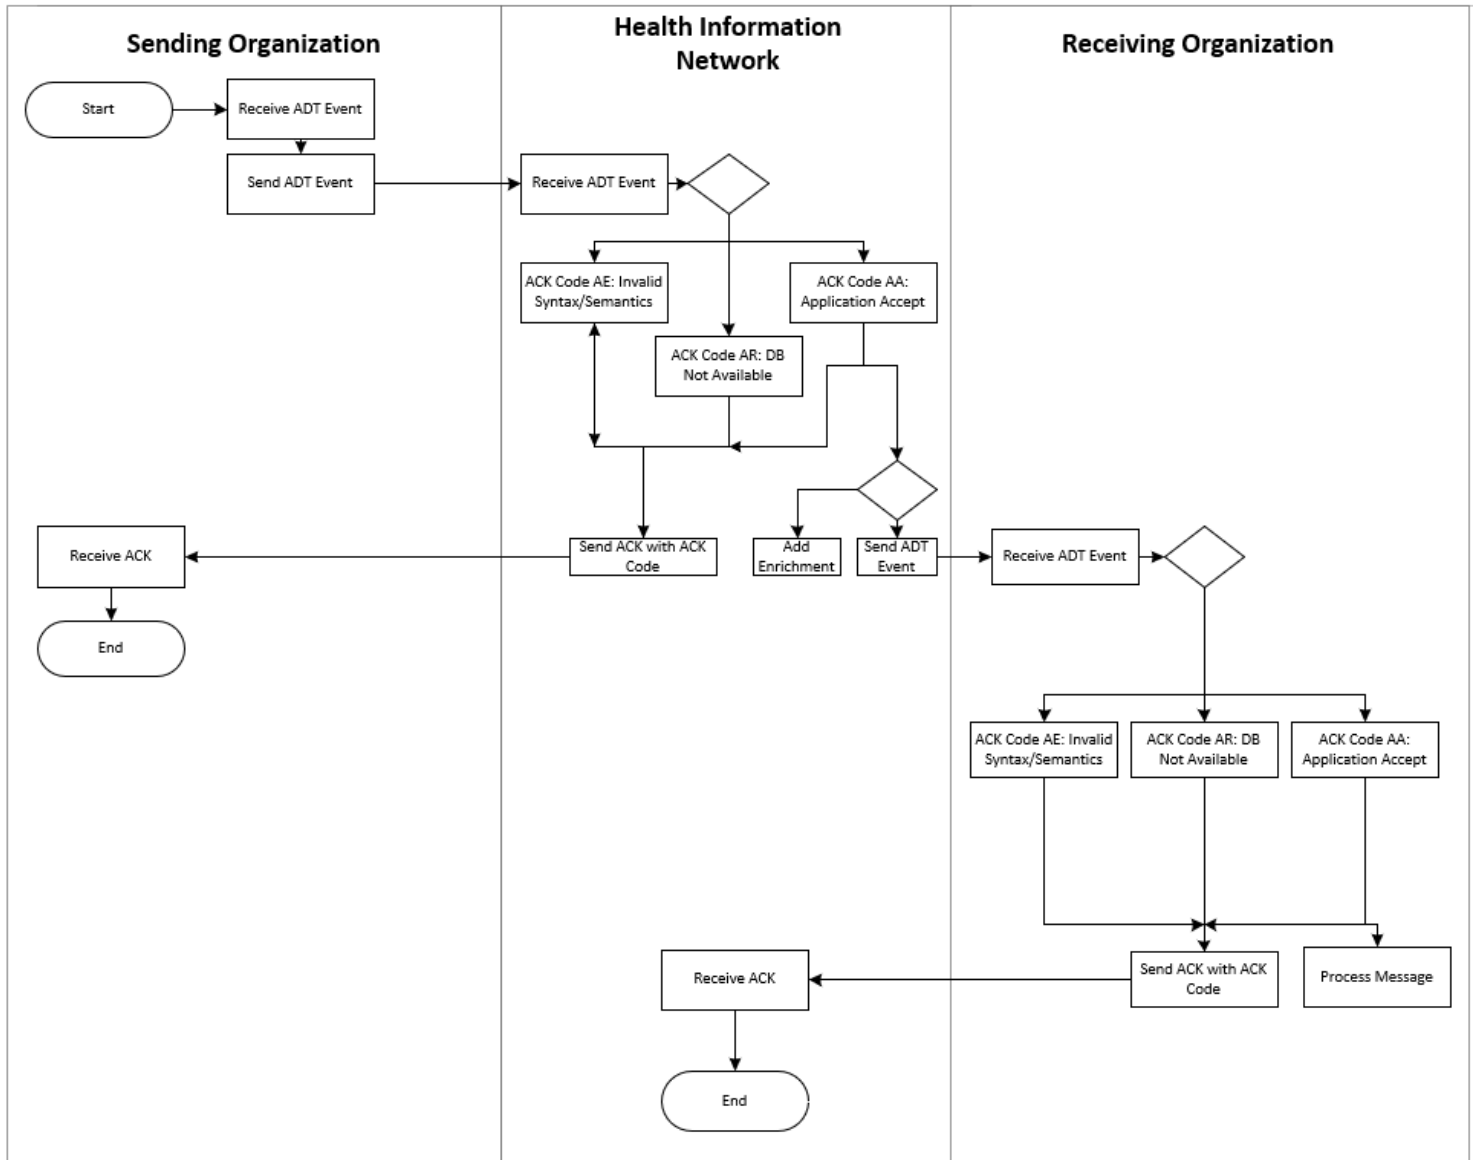 Sending Organization
Health Information
Network
Receiving Organization
Start
Receive ADT Event
Send ADT Event
Receive ADT Event
ACK Code AE: Invalid
Syntax/Semantics
ACK Code AA:
Application Accept
ACK Code AR: DB
Not Available
Receive ACK
Send ACK with ACK
Code
Add
Enrichment
Send ADT
Event
Receive ADT Event
End
ACK Code AE: Invalid
Syntax/Semantics
ACK Code AR: DB
Not Available
ACK Code AA:
Application Accept
Receive ACK
Send ACK with ACK
Code
Process Message
End